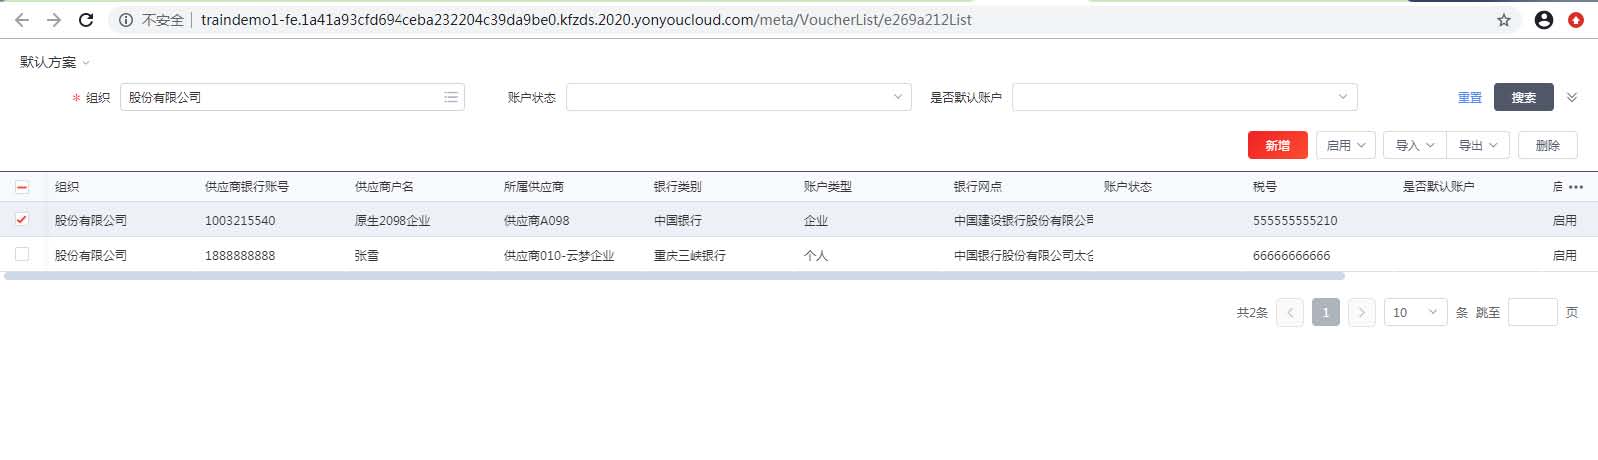 不安全 traindemo1-fe.1a41a93cfd694ceba232204c39da9be0.kfzds.2020.yonyoucloud.com/meta/VoucherList/e269a212List
默认方案
* 组织 股份有限公司 账户状态 是否默认账户 重置 搜索
新增 启用 导入 导出 删除
组织 供应商银行账号 供应商户名 所属供应商 银行类别 账户类型 银行网点 账户状态 税号 是否默认账户
股份有限公司 1003215540 原生2098企业 供应商A098 中国银行 企业 中国建设银行股份有限公司 555555555210 启用
股份有限公司 1888888888 张雪 供应商010-云梦企业 重庆三峡银行 个人 中国银行股份有限公司太仓 66666666666 启用
共2条 1 10 条 跳至 页